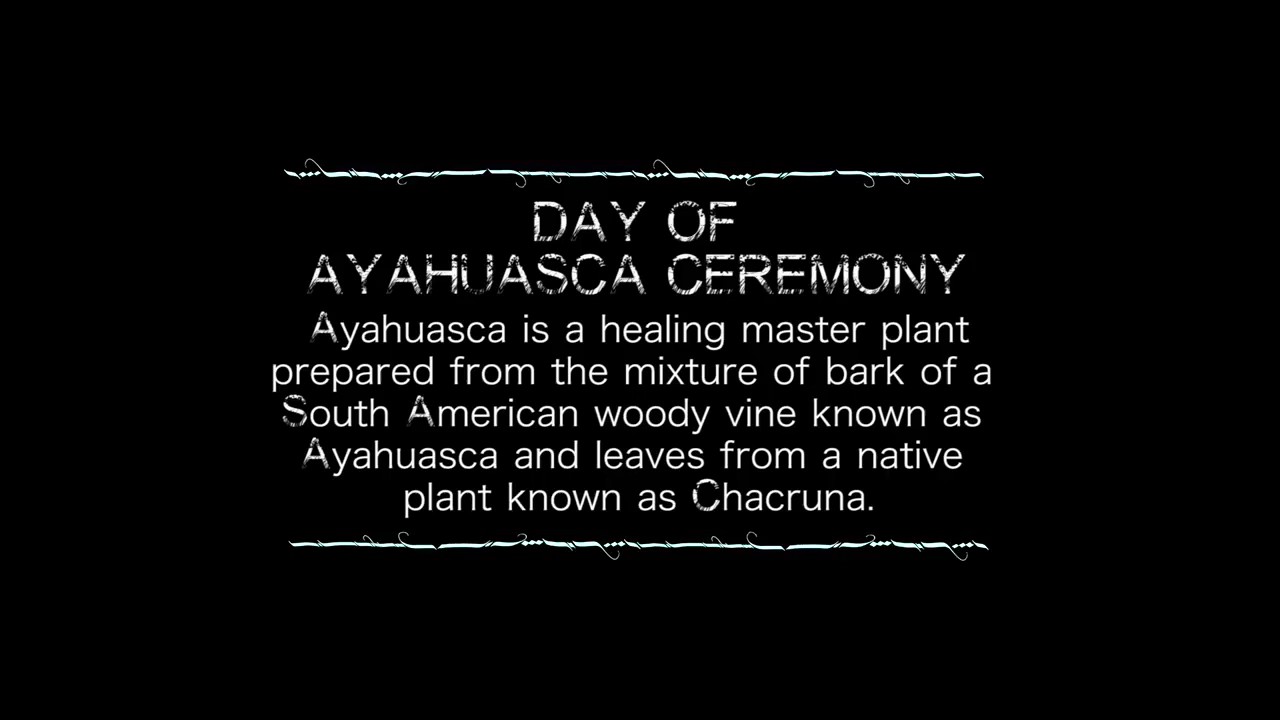 DAY OF
AYAHUASCA CEREMONY
Ayahuasca is a healing master plant
prepared from the mixture of bark of a
South American woody vine known as
Ayahuasca and leaves from a native
plant known as Chacruna.